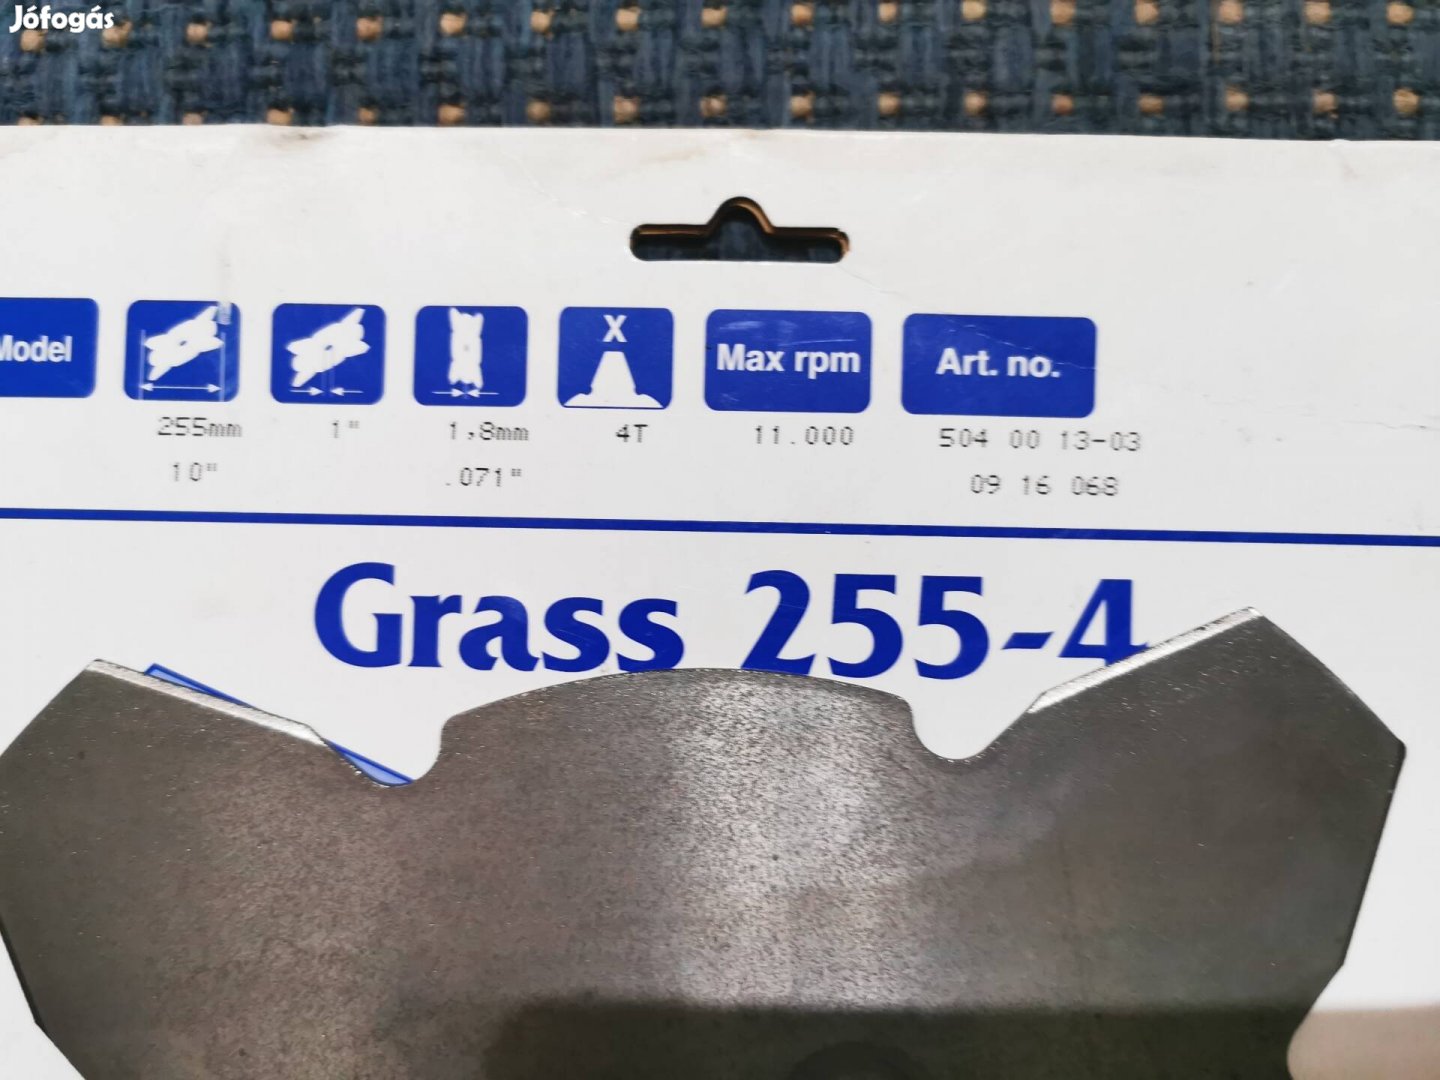 Jófogás
Model
X
Max rpm
Art. no.
255mm 1" 1,8mm 4T 11.000 504 00 13-03
10" .071" 09 16 068
Grass 255-4